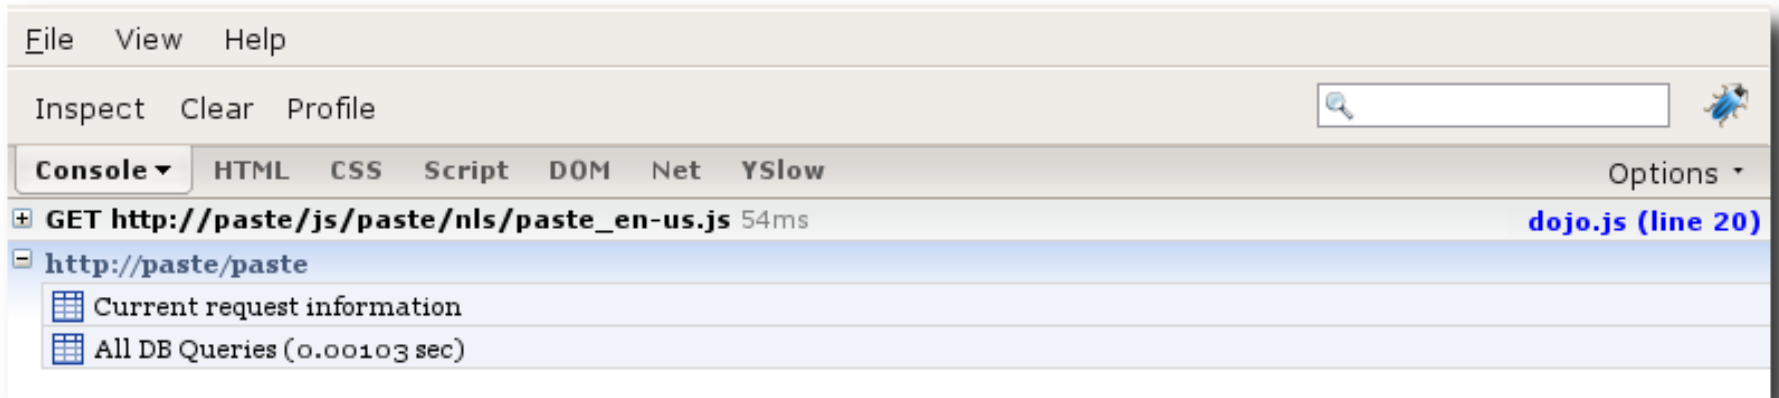 File View Help
Inspect Clear Profile
Console HTML CSS Script DOM Net YSlow Options
GET http://paste/js/paste/nls/paste_en-us.js 54ms dojo.js (line 20)
http://paste/paste
Current request information
All DB Queries (0.00103 sec)